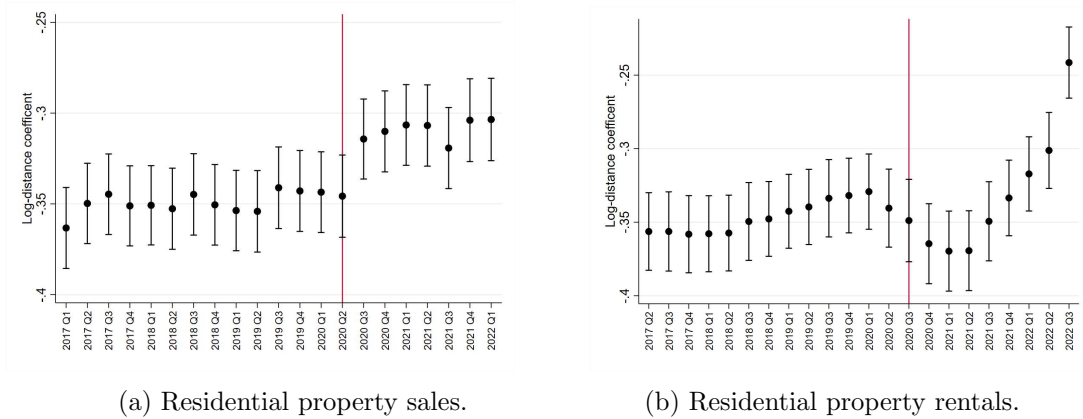 Log-distance coefficent
-.25
-.3
-.35
-.4
2017 Q1
2017 Q2
2017 Q3
2017 Q4
2018 Q1
2018 Q2
2018 Q3
2018 Q4
2019 Q1
2019 Q2
2019 Q3
2019 Q4
2020 Q1
2020 Q2
2020 Q3
2020 Q4
2021 Q1
2021 Q2
2021 Q3
2021 Q4
2022 Q1
(a) Residential property sales.
Log-distance coefficent
-.25
-.3
-.35
-.4
2017 Q2
2017 Q3
2017 Q4
2018 Q1
2018 Q2
2018 Q3
2018 Q4
2019 Q1
2019 Q2
2019 Q3
2019 Q4
2020 Q1
2020 Q2
2020 Q3
2020 Q4
2021 Q1
2021 Q2
2021 Q3
2021 Q4
2022 Q1
2022 Q2
2022 Q3
(b) Residential property rentals.